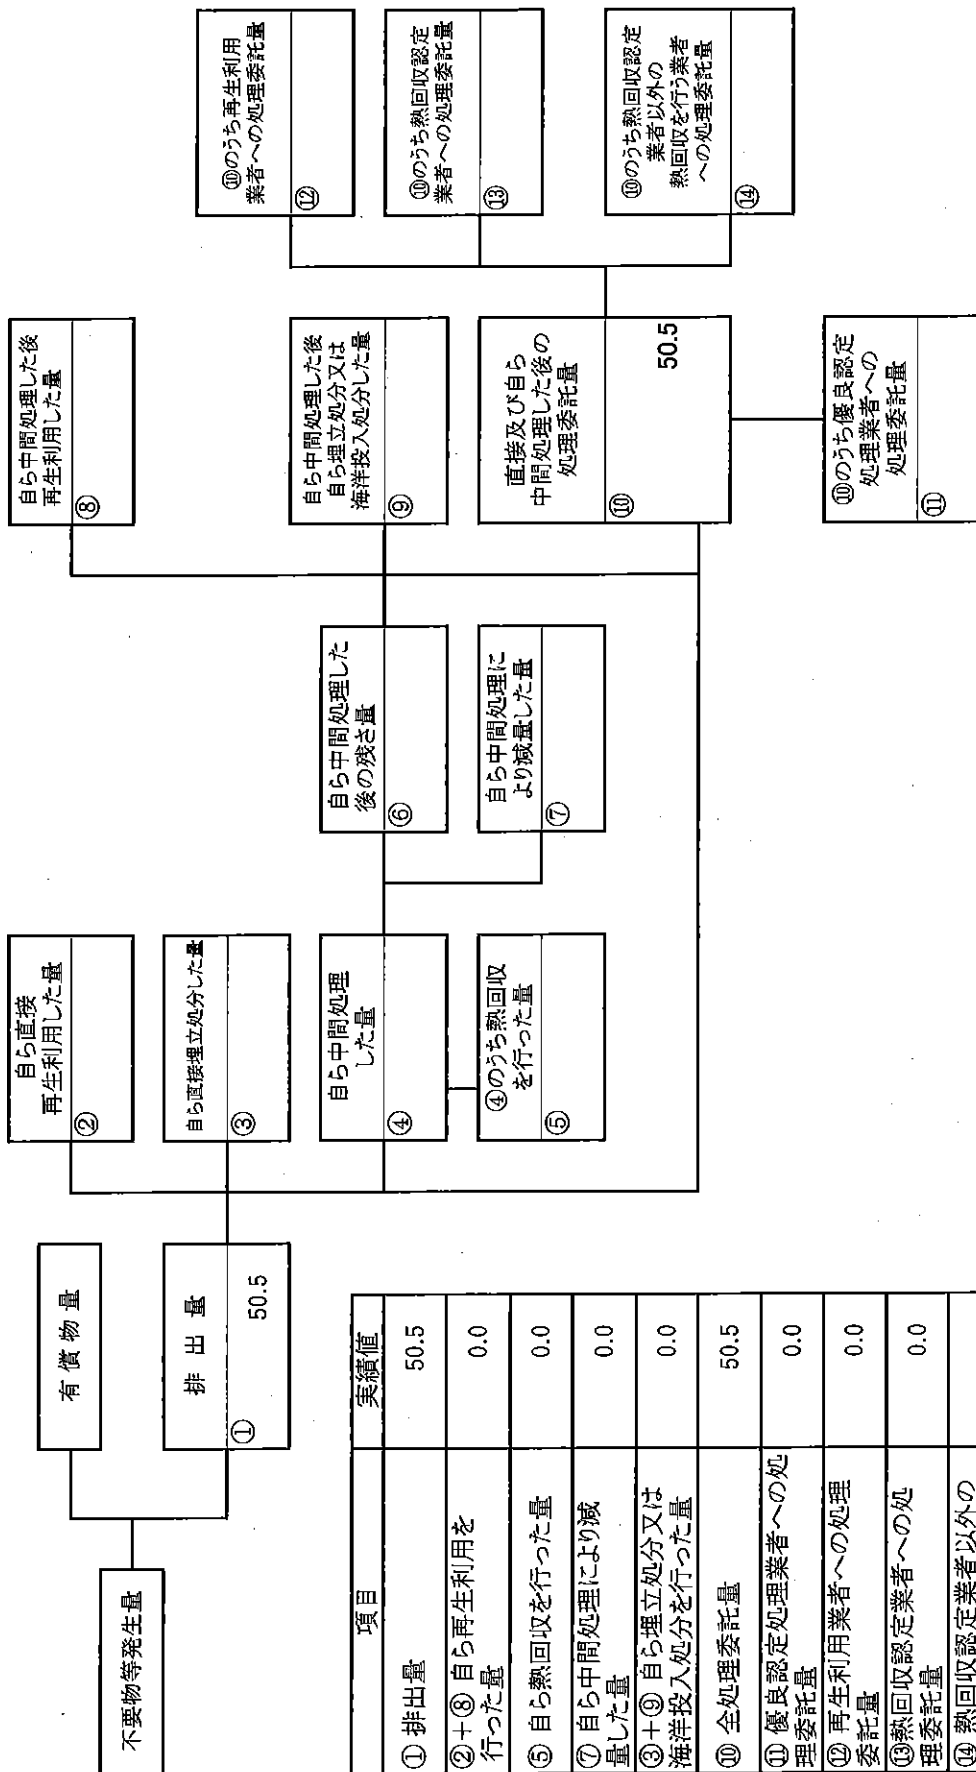 不要物等発生量
有償物量
排出量
①
50.5
自ら直接
再生利用した量
②
自ら直接埋立処分した量
③
自ら中間処理
した量
④
④のうち熱回収
を行った量
⑤
自ら中間処理した
後の残さ量
⑥
自ら中間処理に
より減量した量
⑦
自ら中間処理した後
再生利用した量
⑧
自ら中間処理した後
自ら埋立処分又は
海洋投入処分した量
⑨
直接及び自ら
中間処理した後の
処理委託量
⑩
50.5
⑩のうち優良認定
処理業者への
処理委託量
⑪
⑩のうち再生利用
業者への処理委託量
⑫
⑩のうち熱回収認定
業者への処理委託量
⑬
⑩のうち熱回収認定
業者以外の
熱回収を行う業者
への処理委託量
⑭
項目 実績値
①排出量 50.5
②+⑧自ら再生利用を
行った量 0.0
⑤自ら熱回収を行った量 0.0
⑦自ら中間処理により減
量した量 0.0
③+⑨自ら埋立処分又は
海洋投入処分を行った量 0.0
⑩全処理委託量 50.5
⑪優良認定処理業者への処
理委託量 0.0
⑫再生利用業者への処理
委託量 0.0
⑬熱回収認定業者への処
理委託量 0.0
⑭熱回収認定業者以外の